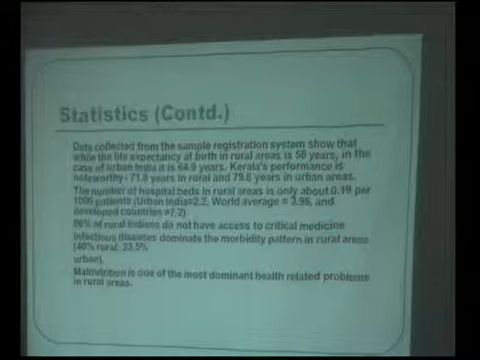 Statistics (Contd.)
Data collected from the sample registration system show that
while the life expectancy at birth in rural areas is 58 years, in the
case of urban India it is 64.9 years. Kerala's performance is
noteworthy - 71.8 years in rural and 79.8 years in urban areas.
The number of hospital beds in rural areas is only about 0.19 per
1000 patients (Urban India=2.2, World average = 3.96, and
developed countries =7.2)
of rural Indians do not have access to critical medicine
Infectious diseases dominate the morbidity pattern in rural areas
(40% rural: 23.5%
urban).
Malnutrition is one of the most dominant health related problems
in rural areas.